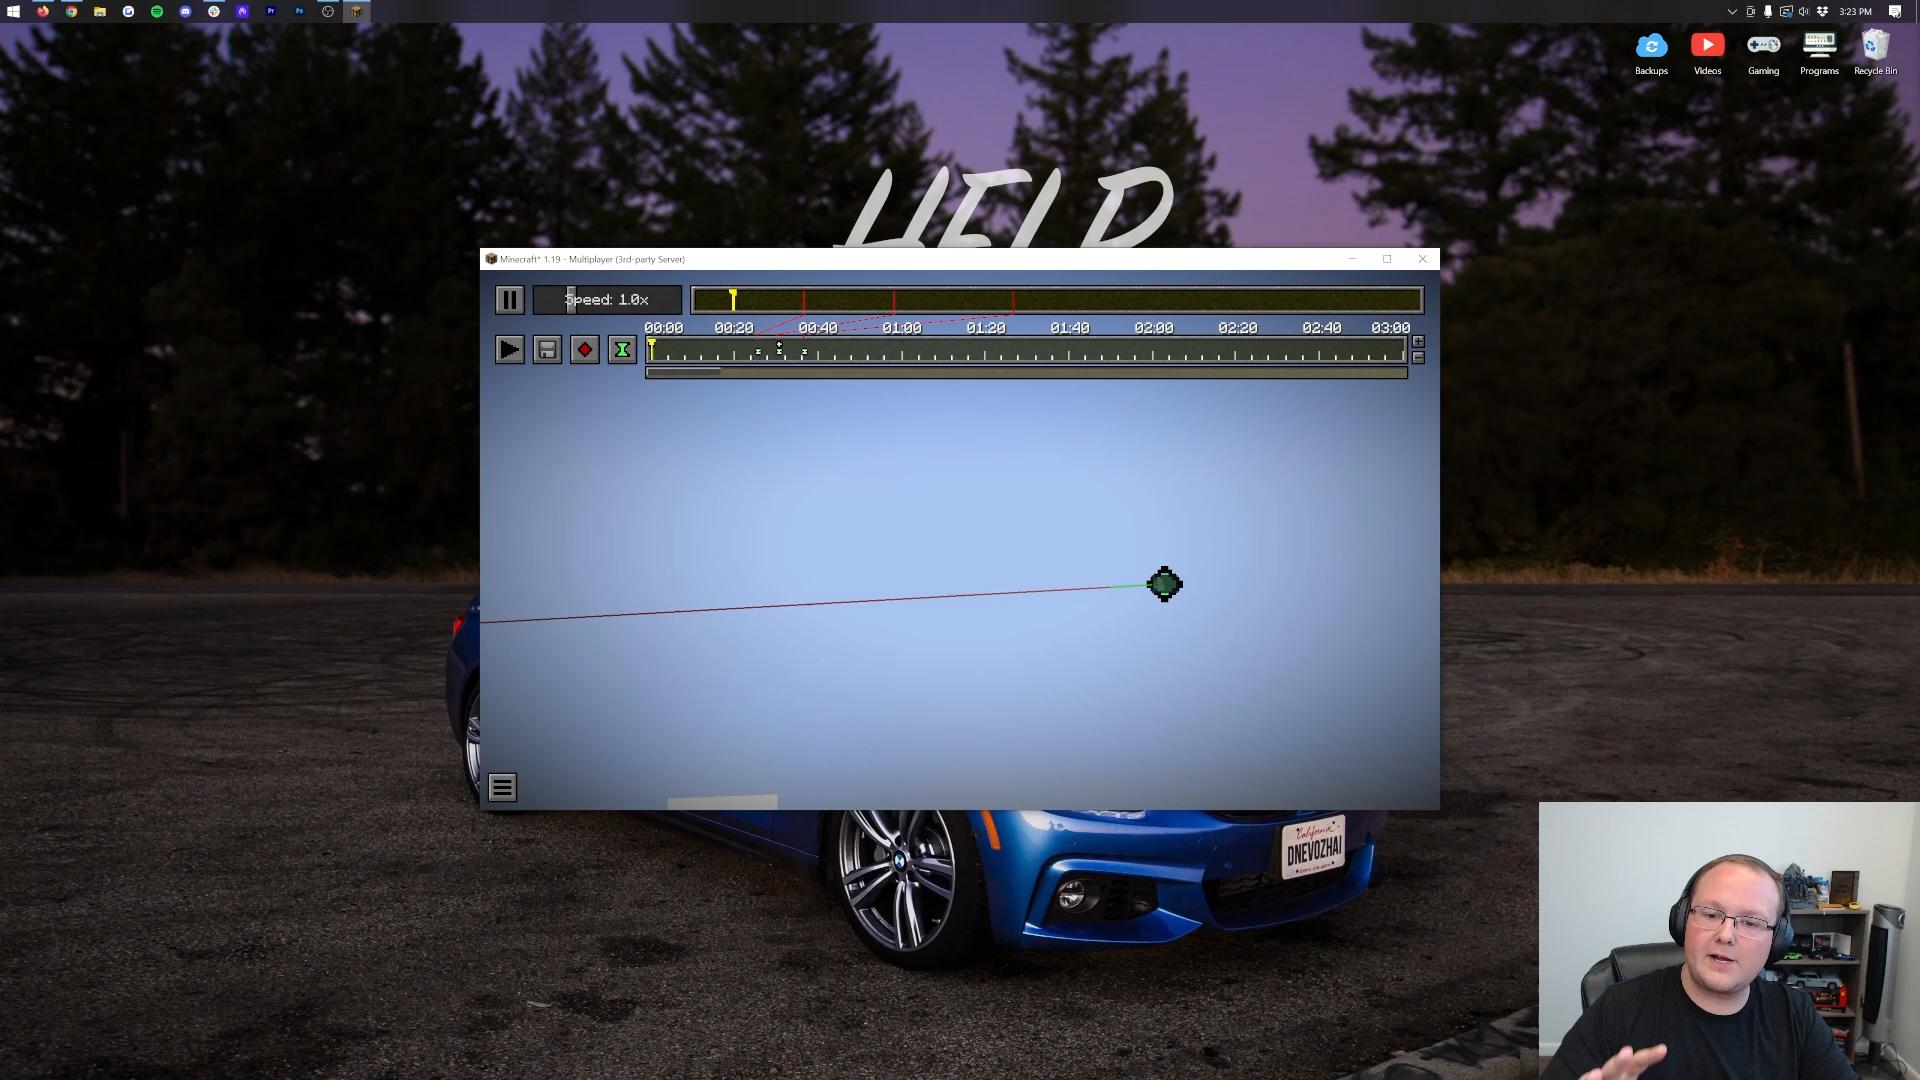 3:23 PM
Backups
Videos
Gaming
Programs
Recycle Bin
HELP
Minecraft* 1.19 - Multiplayer (3rd-party Server)
Speed: 1.0x
00:00 00:20 00:40 01:00 01:20 01:40 02:00 02:20 02:40 03:00
California
DNEVOZHAI